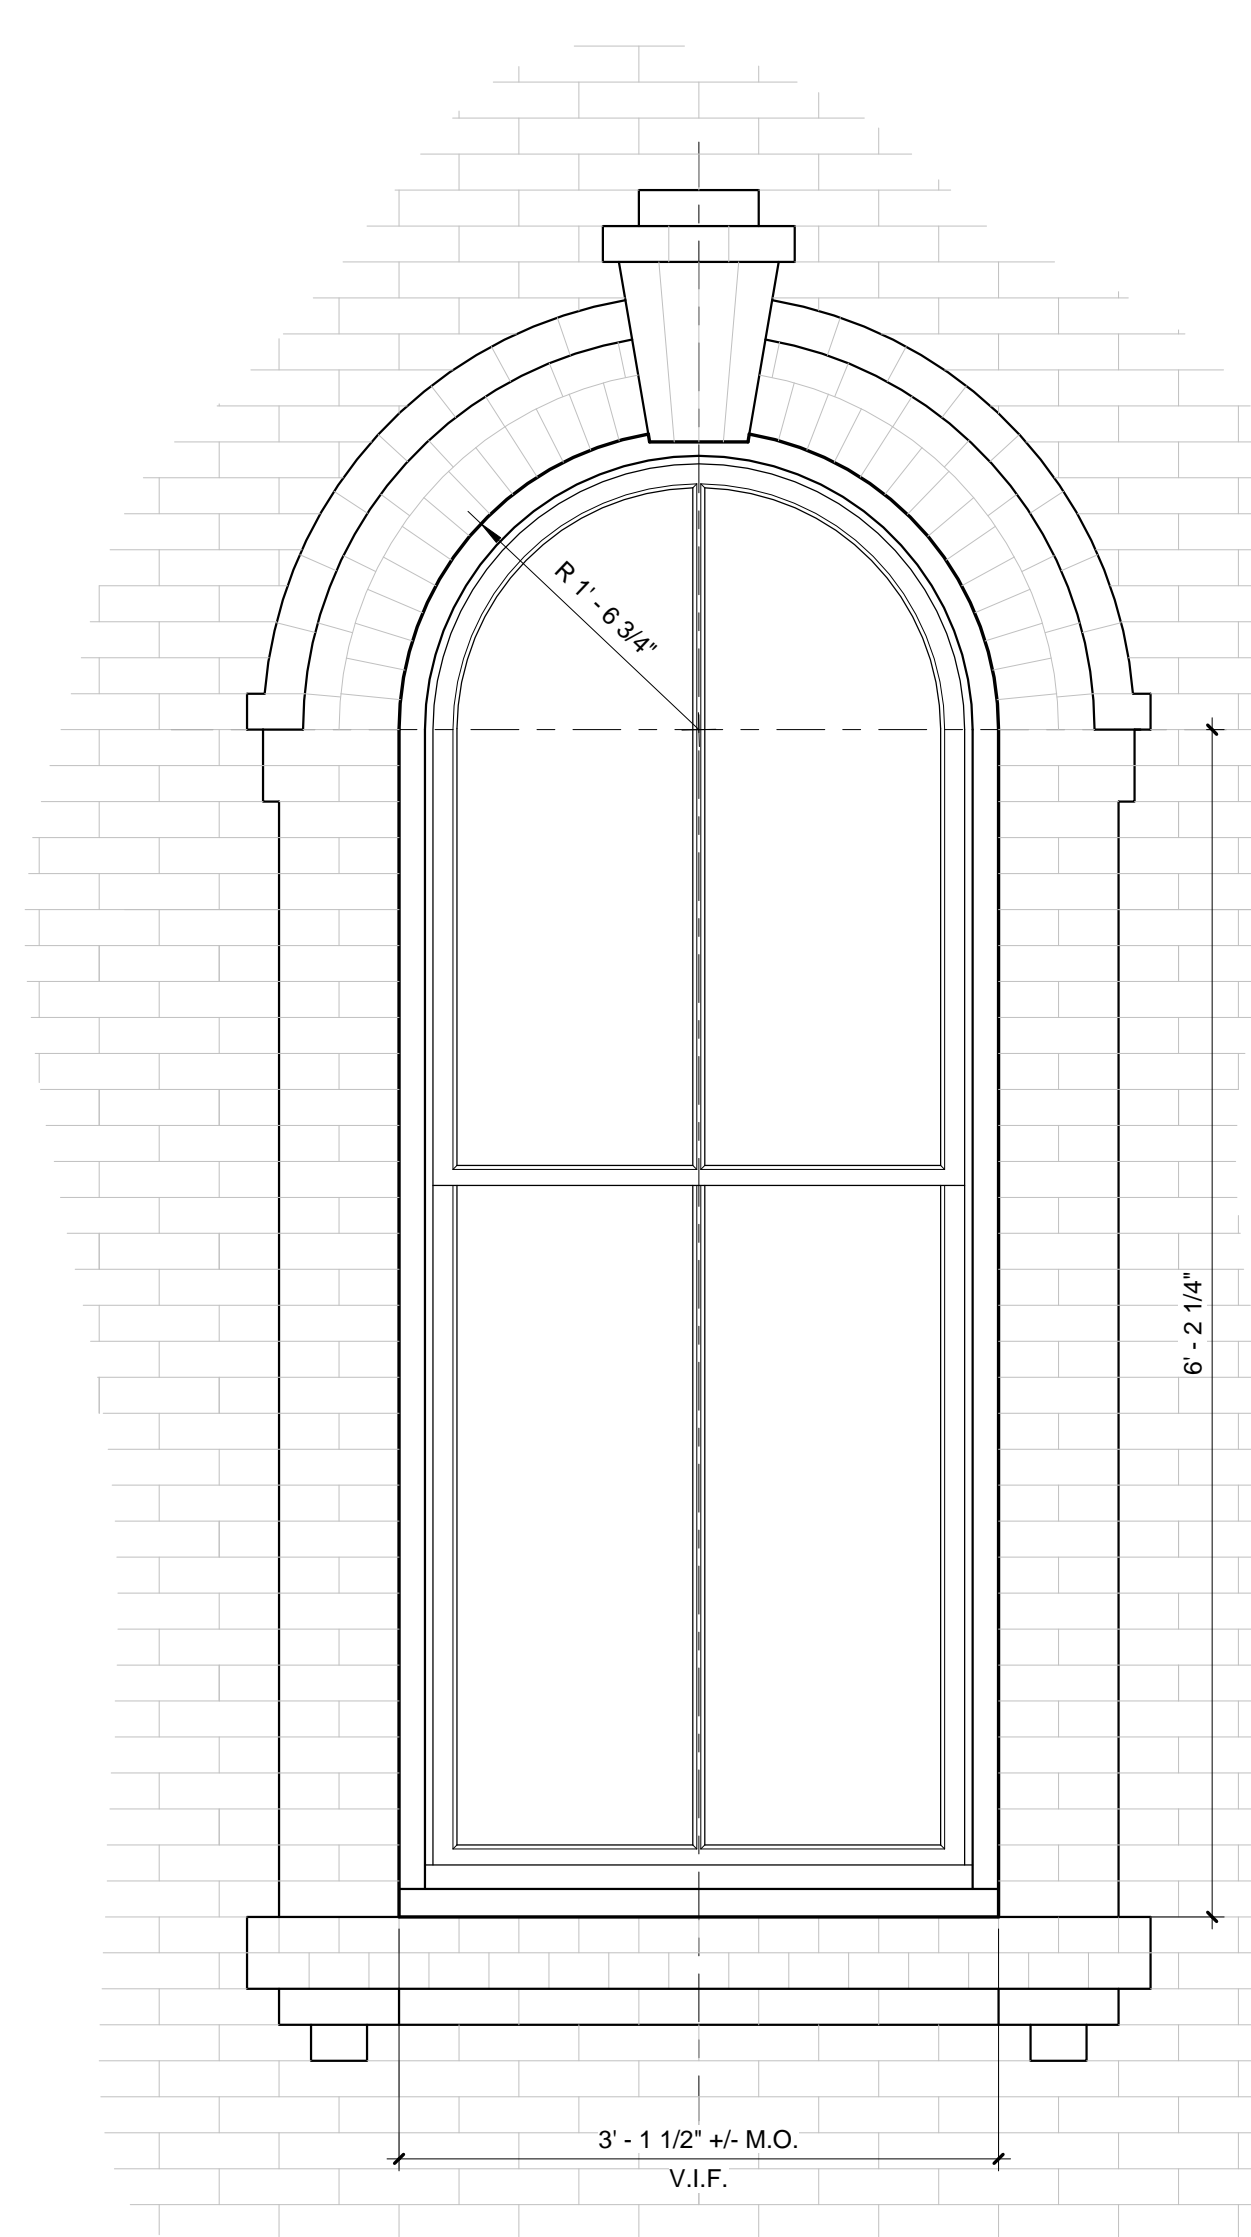 R 1' - 6 3/4"
6' - 2 1/4"
3' - 1 1/2" +/- M.O.
V.I.F.